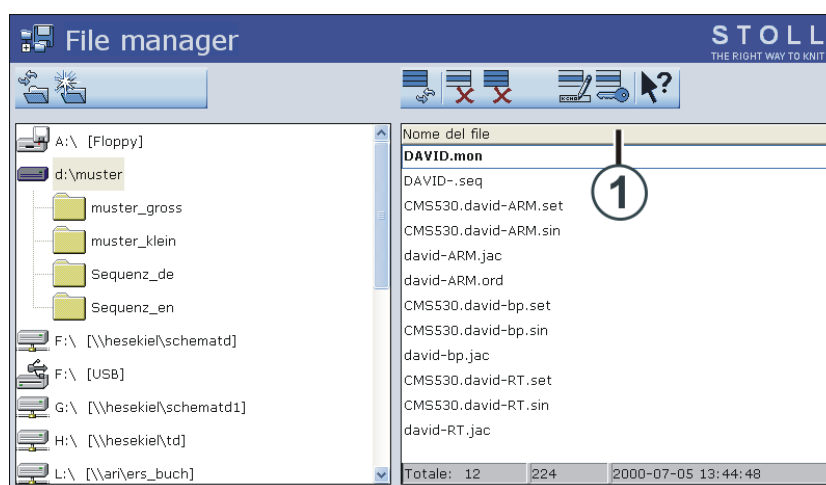 File manager
STOLL
THE RIGHT WAY TO KNIT
ECHO
?
A:\ [Floppy]
d:\muster
muster_gross
muster_klein
Sequenz_de
Sequenz_en
F:\ [\\hesekiel\schematd]
F:\ [USB]
G:\ [\\hesekiel\schematd1]
H:\ [\\hesekiel\td]
L:\ [\\ari\ers_buch]
Nome del file
DAVID.mon
DAVID-.seq
CMS530.david-ARM.set
CMS530.david-ARM.sin
david-ARM.jac
david-ARM.ord
CMS530.david-bp.set
CMS530.david-bp.sin
david-bp.jac
CMS530.david-RT.set
CMS530.david-RT.sin
david-RT.jac
1
Totale: 12 224 2000-07-05 13:44:48